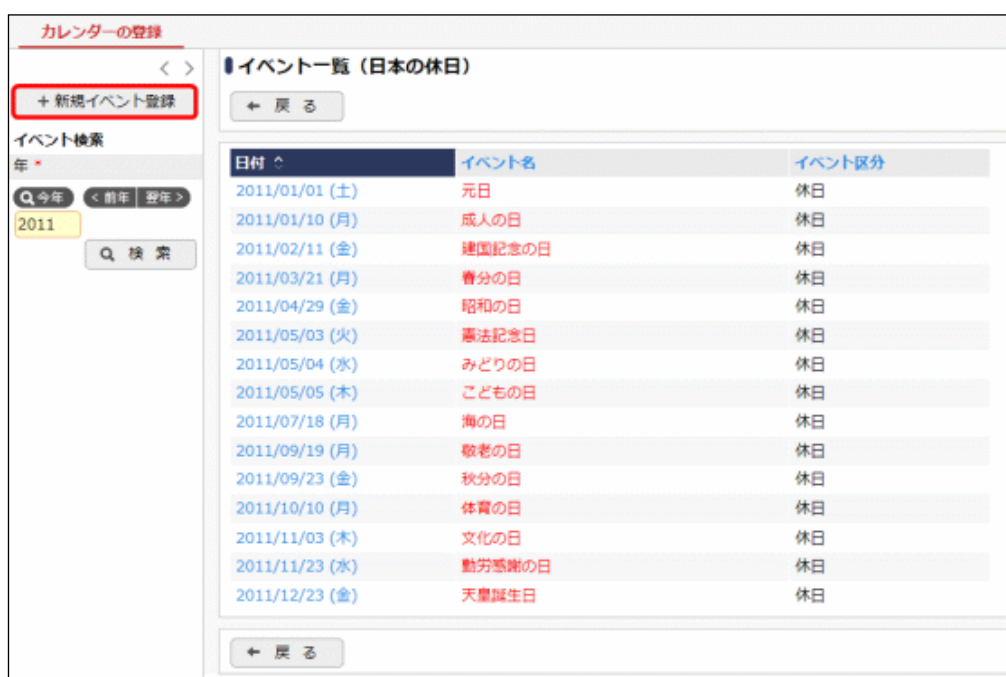 カレンダーの登録
< >
+ 新規イベント登録
イベント検索
年 *
今年 < 前年 翌年 >
2011
検 索
イベント一覧（日本の休日）
← 戻 る
日付 イベント名 イベント区分
2011/01/01 (土) 元日 休日
2011/01/10 (月) 成人の日 休日
2011/02/11 (金) 建国記念の日 休日
2011/03/21 (月) 春分の日 休日
2011/04/29 (金) 昭和の日 休日
2011/05/03 (火) 憲法記念日 休日
2011/05/04 (水) みどりの日 休日
2011/05/05 (木) こどもの日 休日
2011/07/18 (月) 海の日 休日
2011/09/19 (月) 敬老の日 休日
2011/09/23 (金) 秋分の日 休日
2011/10/10 (月) 体育の日 休日
2011/11/03 (木) 文化の日 休日
2011/11/23 (水) 勤労感謝の日 休日
2011/12/23 (金) 天皇誕生日 休日
← 戻 る